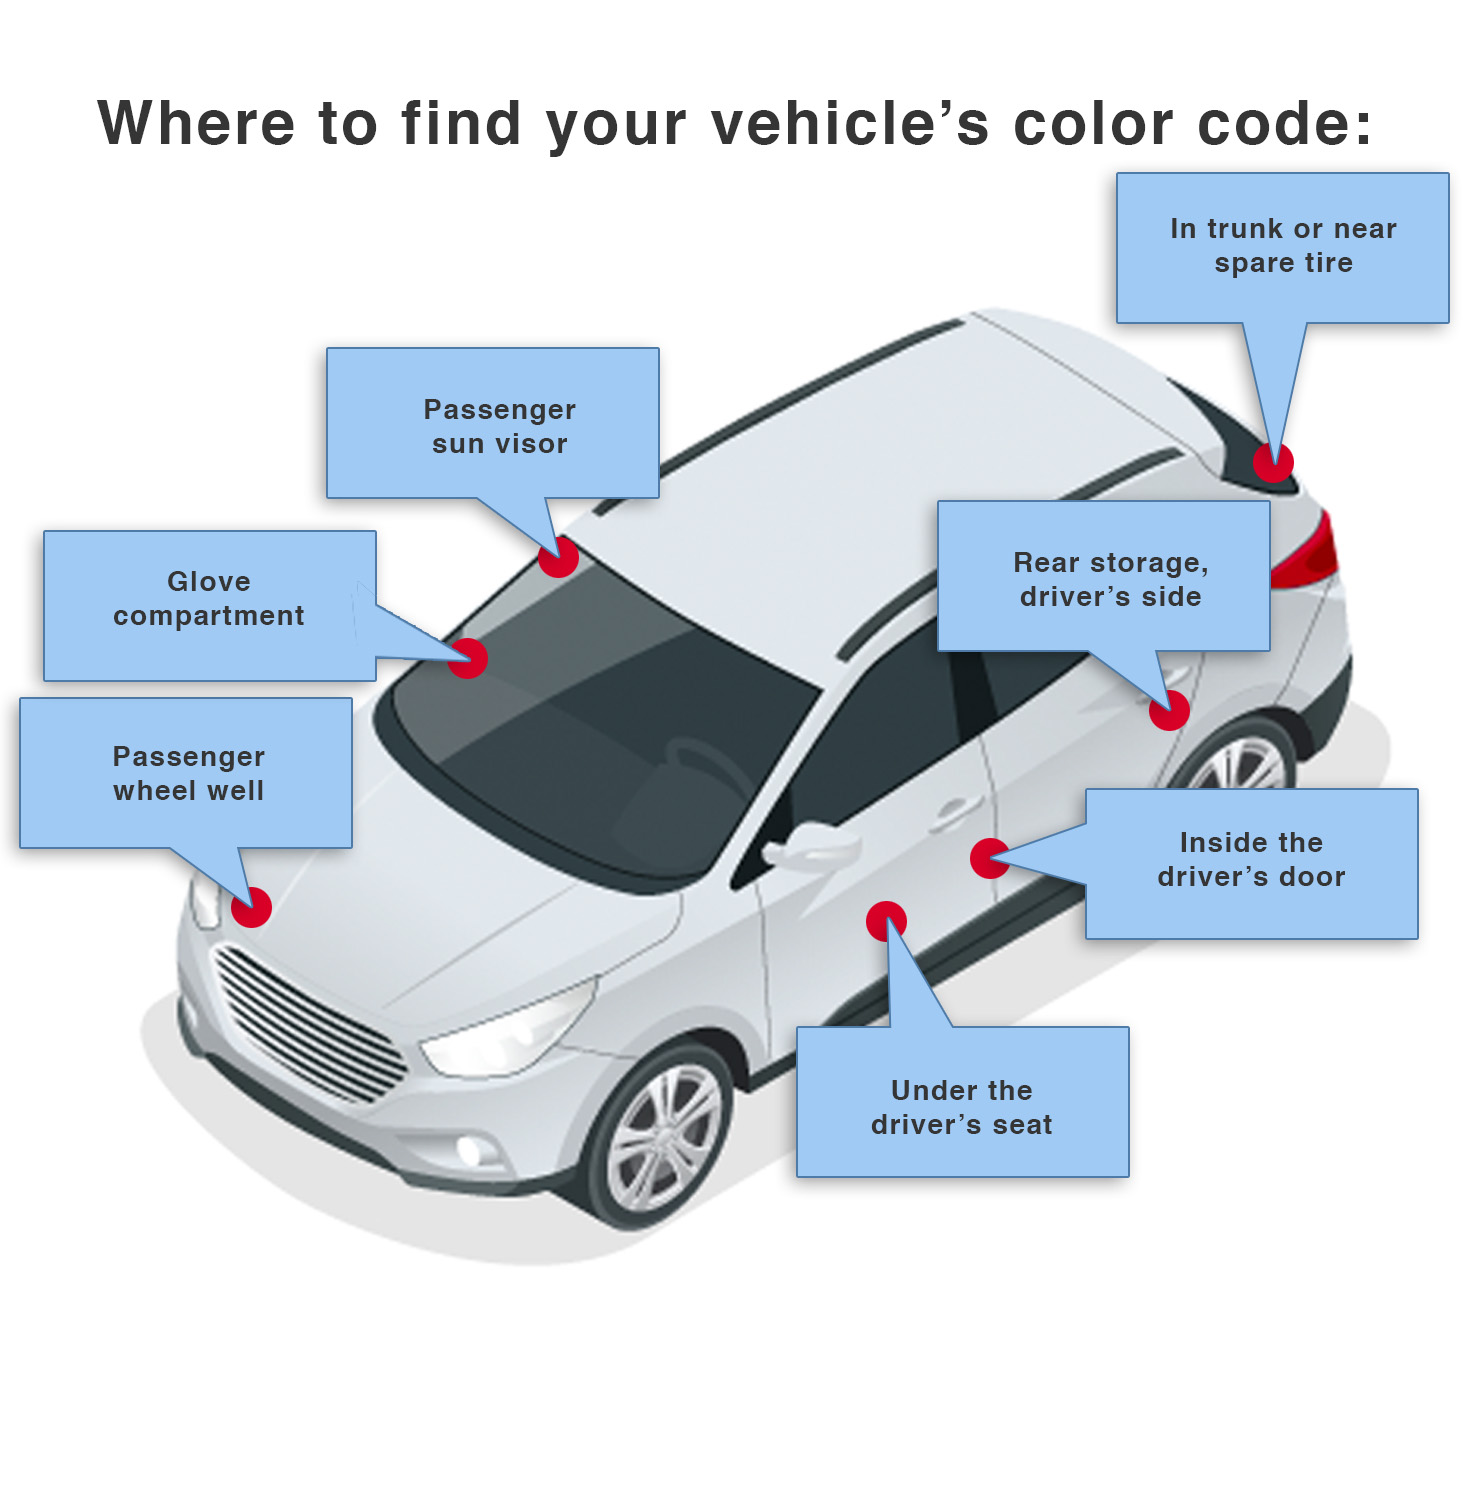 Where to find your vehicle’s color code:
In trunk or near
spare tire
Passenger
sun visor
Glove
compartment
Rear storage,
driver’s side
Passenger
wheel well
Inside the
driver’s door
Under the
driver’s seat